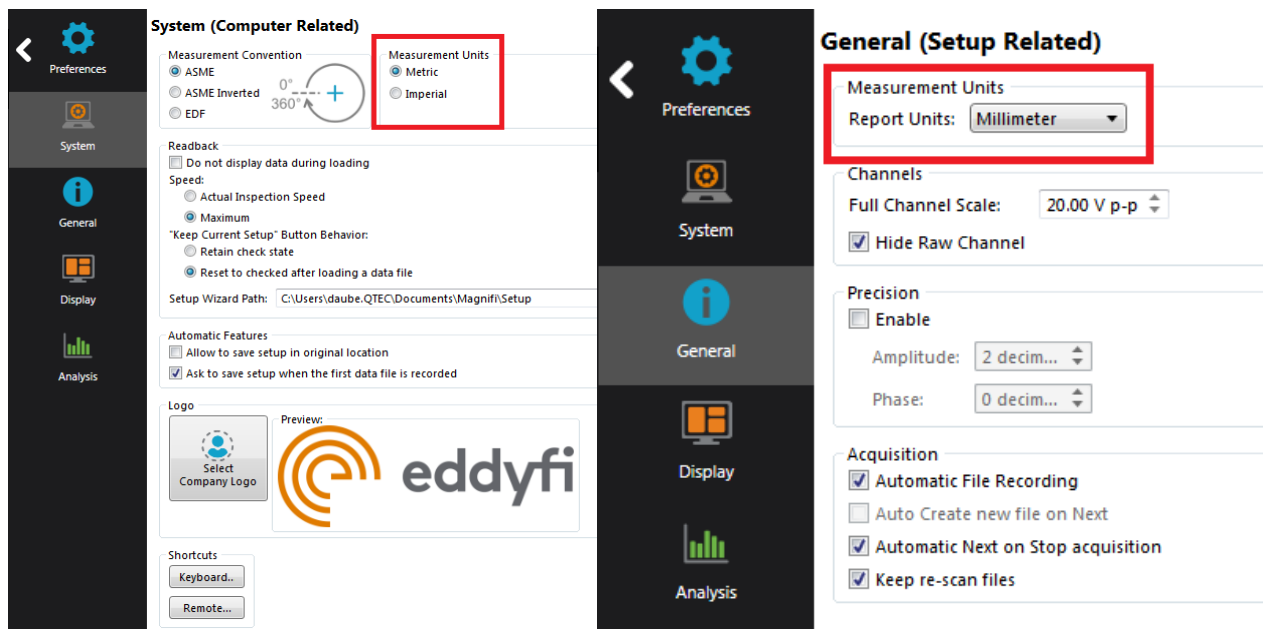 Preferences
System
General
Display
Analysis
System (Computer Related)
Measurement Convention
ASME
ASME Inverted
EDF
0°
360°
Measurement Units
Metric
Imperial
Readback
Do not display data during loading
Speed:
Actual Inspection Speed
Maximum
"Keep Current Setup" Button Behavior:
Retain check state
Reset to checked after loading a data file
Setup Wizard Path: C:\Users\daube.QTEC\Documents\Magnifi\Setup
Automatic Features
Allow to save setup in original location
Ask to save setup when the first data file is recorded
Logo
Select
Company Logo
Preview:
eddyfi
Shortcuts
Keyboard..
Remote...
Preferences
System
General
Display
Analysis
General (Setup Related)
Measurement Units
Report Units: Millimeter
Channels
Full Channel Scale: 20.00 V p-p
Hide Raw Channel
Precision
Enable
Amplitude: 2 decim...
Phase: 0 decim...
Acquisition
Automatic File Recording
Auto Create new file on Next
Automatic Next on Stop acquisition
Keep re-scan files